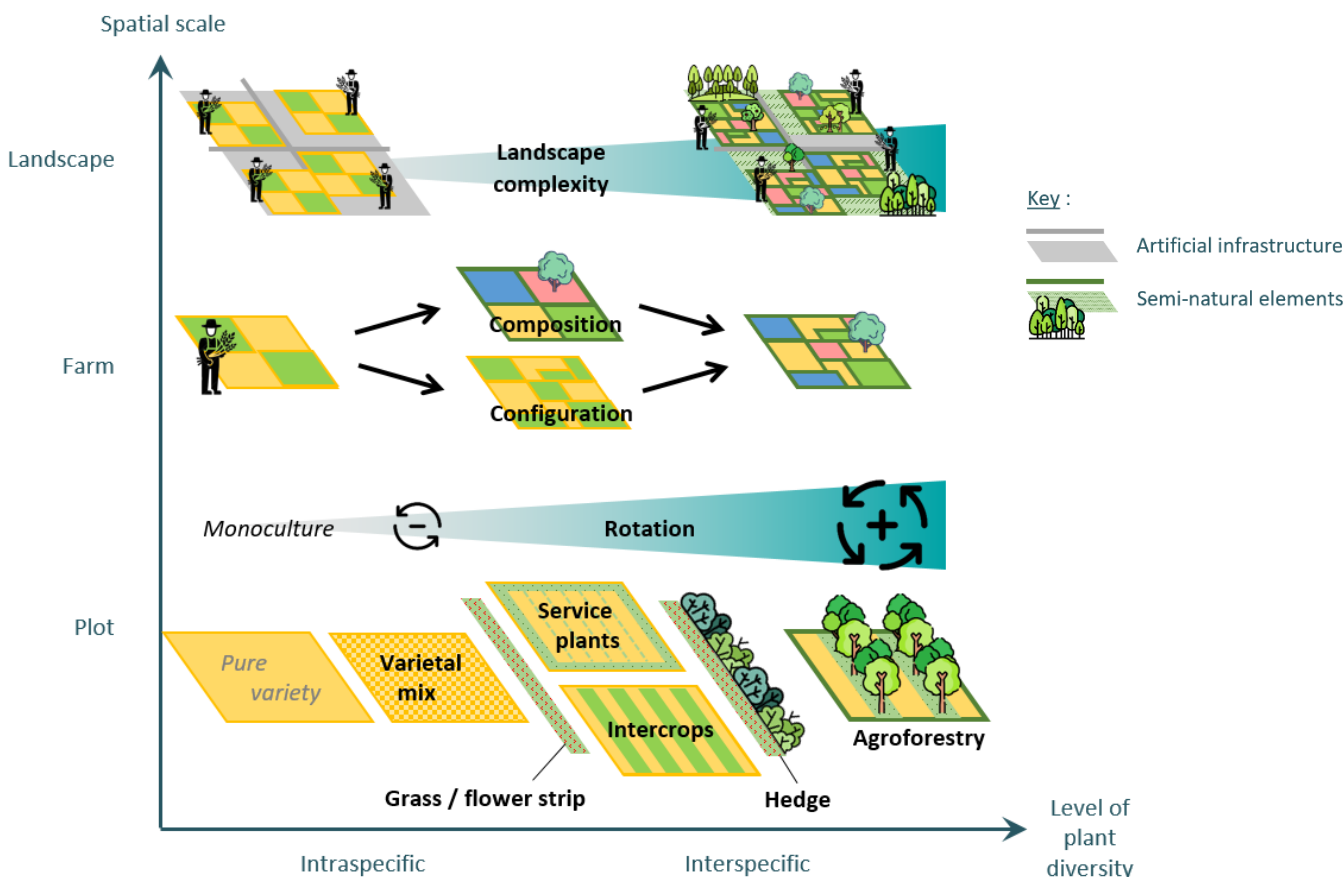 Spatial scale
Landscape
Landscape
complexity
Key :
Artificial infrastructure
Semi-natural elements
Farm
Composition
Configuration
Monoculture
-
Rotation
+
Plot
Pure
variety
Varietal
mix
Service
plants
Intercrops
Agroforestry
Grass / flower strip
Hedge
Intraspecific
Interspecific
Level of
plant
diversity